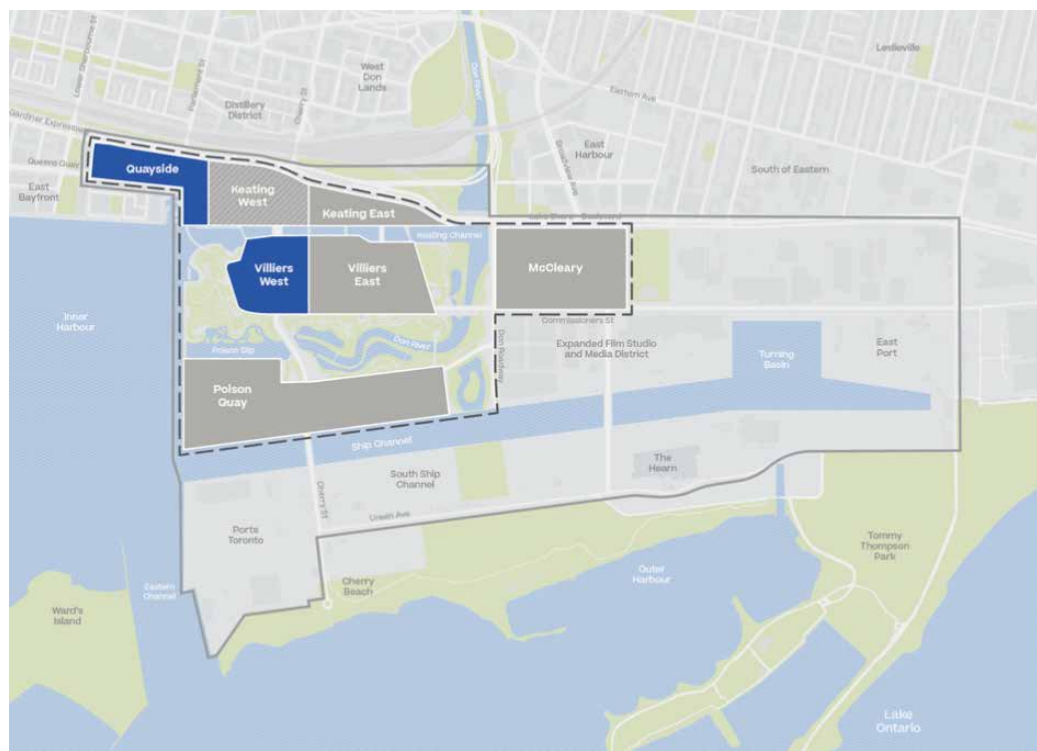 Lower Sherbourne St
Parliament St
Cherry St
Distillery
District
West
Don
Lands
Don River
Leslieville
Eastern Ave
Broadview Ave
East
Harbour
South of Eastern
Gardiner Expressway
Queens Quay
East
Bayfront
Quayside
Keating
West
Keating East
Lake Shore Boulevard
Keating Channel
Villiers
West
Villiers
East
McCleary
Inner
Harbour
Commissioners St
Expanded Film Studio
and Media District
East
Port
Turning
Basin
Polson Slip
Don River
Don Roadway
Polson
Quay
Ship Channel
The
Hearn
South Ship
Channel
Cherry St
Unwin Ave
Ports
Toronto
Tommy
Thompson
Park
Outer
Harbour
Cherry
Beach
Eastern
Channel
Ward's
Island
Lake
Ontario